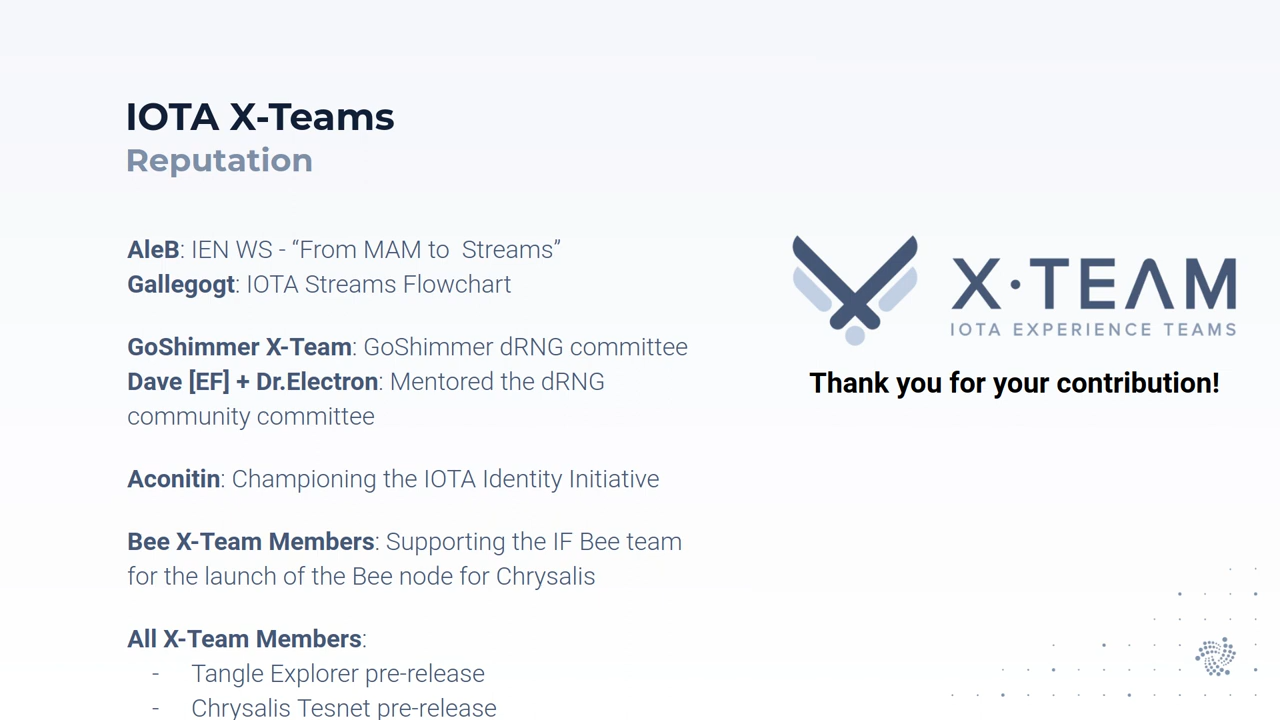 IOTA X-Teams
Reputation
AleB: IEN WS - “From MAM to  Streams”
Gallegogt: IOTA Streams Flowchart
GoShimmer X-Team: GoShimmer dRNG committee
Dave [EF] + Dr.Electron: Mentored the dRNG
community committee
Aconitin: Championing the IOTA Identity Initiative
Bee X-Team Members: Supporting the IF Bee team
for the launch of the Bee node for Chrysalis
All X-Team Members:
- Tangle Explorer pre-release
- Chrysalis Tesnet pre-release
X·TEAM
IOTA EXPERIENCE TEAMS
Thank you for your contribution!